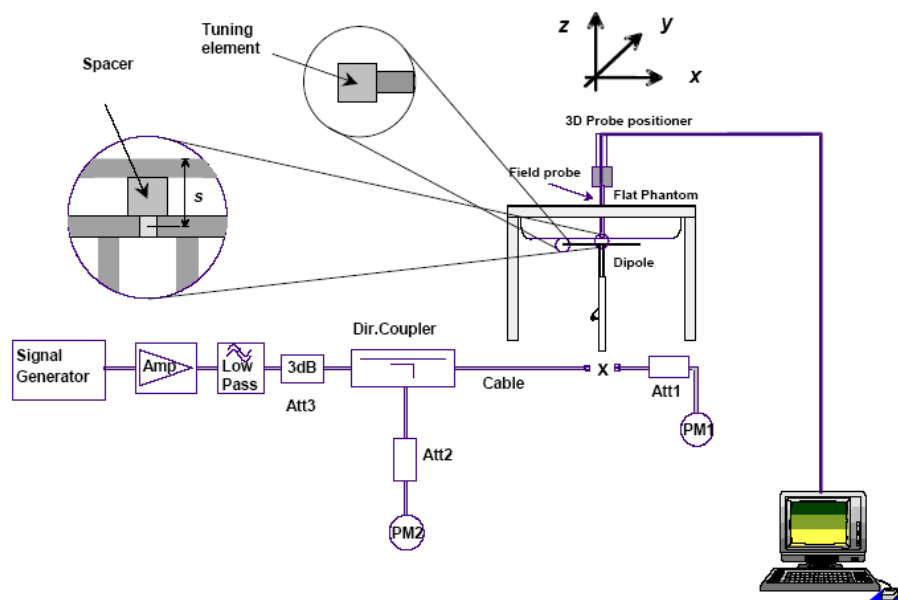 Tuning
element
Spacer
s
z
y
x
3D Probe positioner
Field probe
Flat Phantom
Dipole
Dir.Coupler
Signal
Generator
Amp
Low
Pass
3dB
Att3
Cable
X
Att1
PM1
Att2
PM2